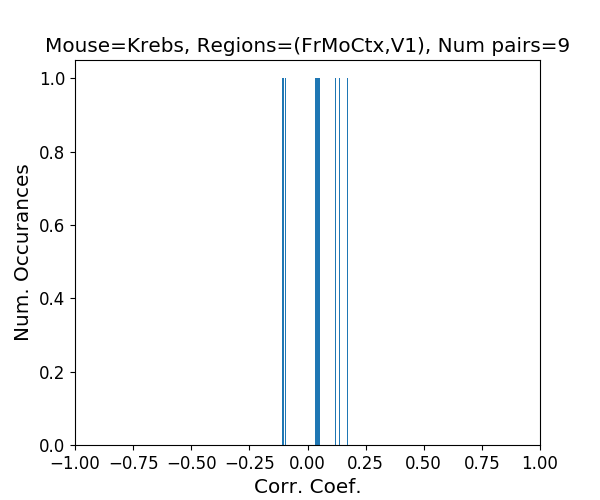 Mouse=Krebs, Regions=(FrMoCtx,V1), Num pairs=9
1.0
0.8
0.6
0.4
0.2
0.0
Num. Occurances
−1.00 −0.75 −0.50 −0.25 0.00 0.25 0.50 0.75 1.00
Corr. Coef.